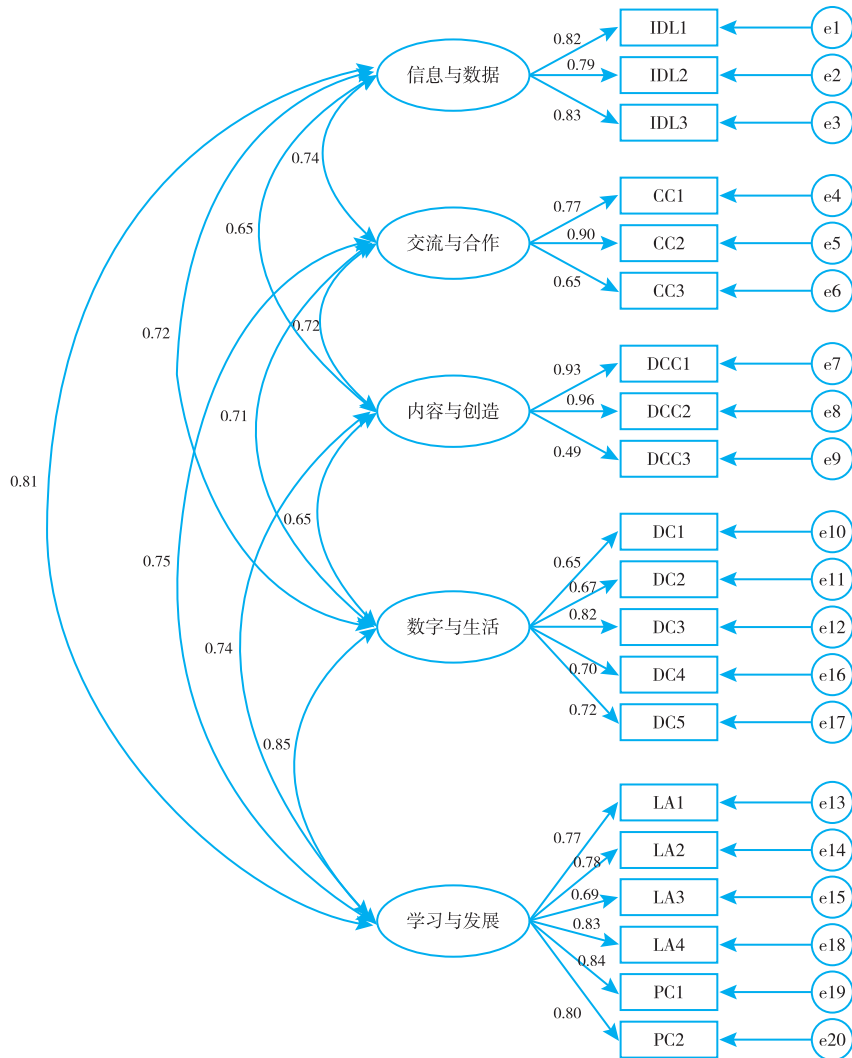 0.82 IDL1 e1
信息与数据 0.79 IDL2 e2
0.83 IDL3 e3
0.74
0.77 CC1 e4
0.65 交流与合作 0.90 CC2 e5
0.65 CC3 e6
0.72 0.72
0.93 DCC1 e7
0.71 内容与创造 0.96 DCC2 e8
0.49 DCC3 e9
0.81
0.65 DC1 e10
0.75 0.65 0.67 DC2 e11
数字与生活 0.82 DC3 e12
0.74 0.70 DC4 e16
0.72 DC5 e17
0.85
0.77 LA1 e13
0.78 LA2 e14
0.69 LA3 e15
学习与发展 0.83 LA4 e18
0.84 PC1 e19
0.80 PC2 e20